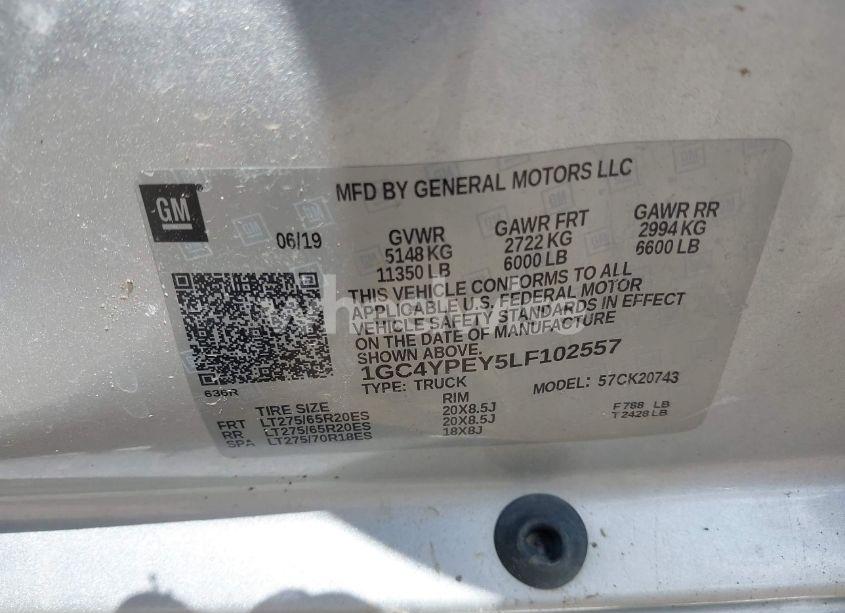 GM
MFD BY GENERAL MOTORS LLC
06/19
GVWR
5148 KG
11350 LB
GAWR FRT
2722 KG
6000 LB
GAWR RR
2994 KG
6600 LB
THIS VEHICLE CONFORMS TO ALL
APPLICABLE U.S. FEDERAL MOTOR
VEHICLE SAFETY STANDARDS IN EFFECT
ON THE DATE OF MANUFACTURE
SHOWN ABOVE.
1GC4YPEY5LF102557
TYPE: TRUCK
MODEL: 57CK20743
636R
TIRE SIZE RIM
FRT LT275/65R20ES 20X8.5J
RR LT275/65R20ES 20X8.5J
SPA LT275/70R18ES 18X8J
F 788 LB
T 2428 LB